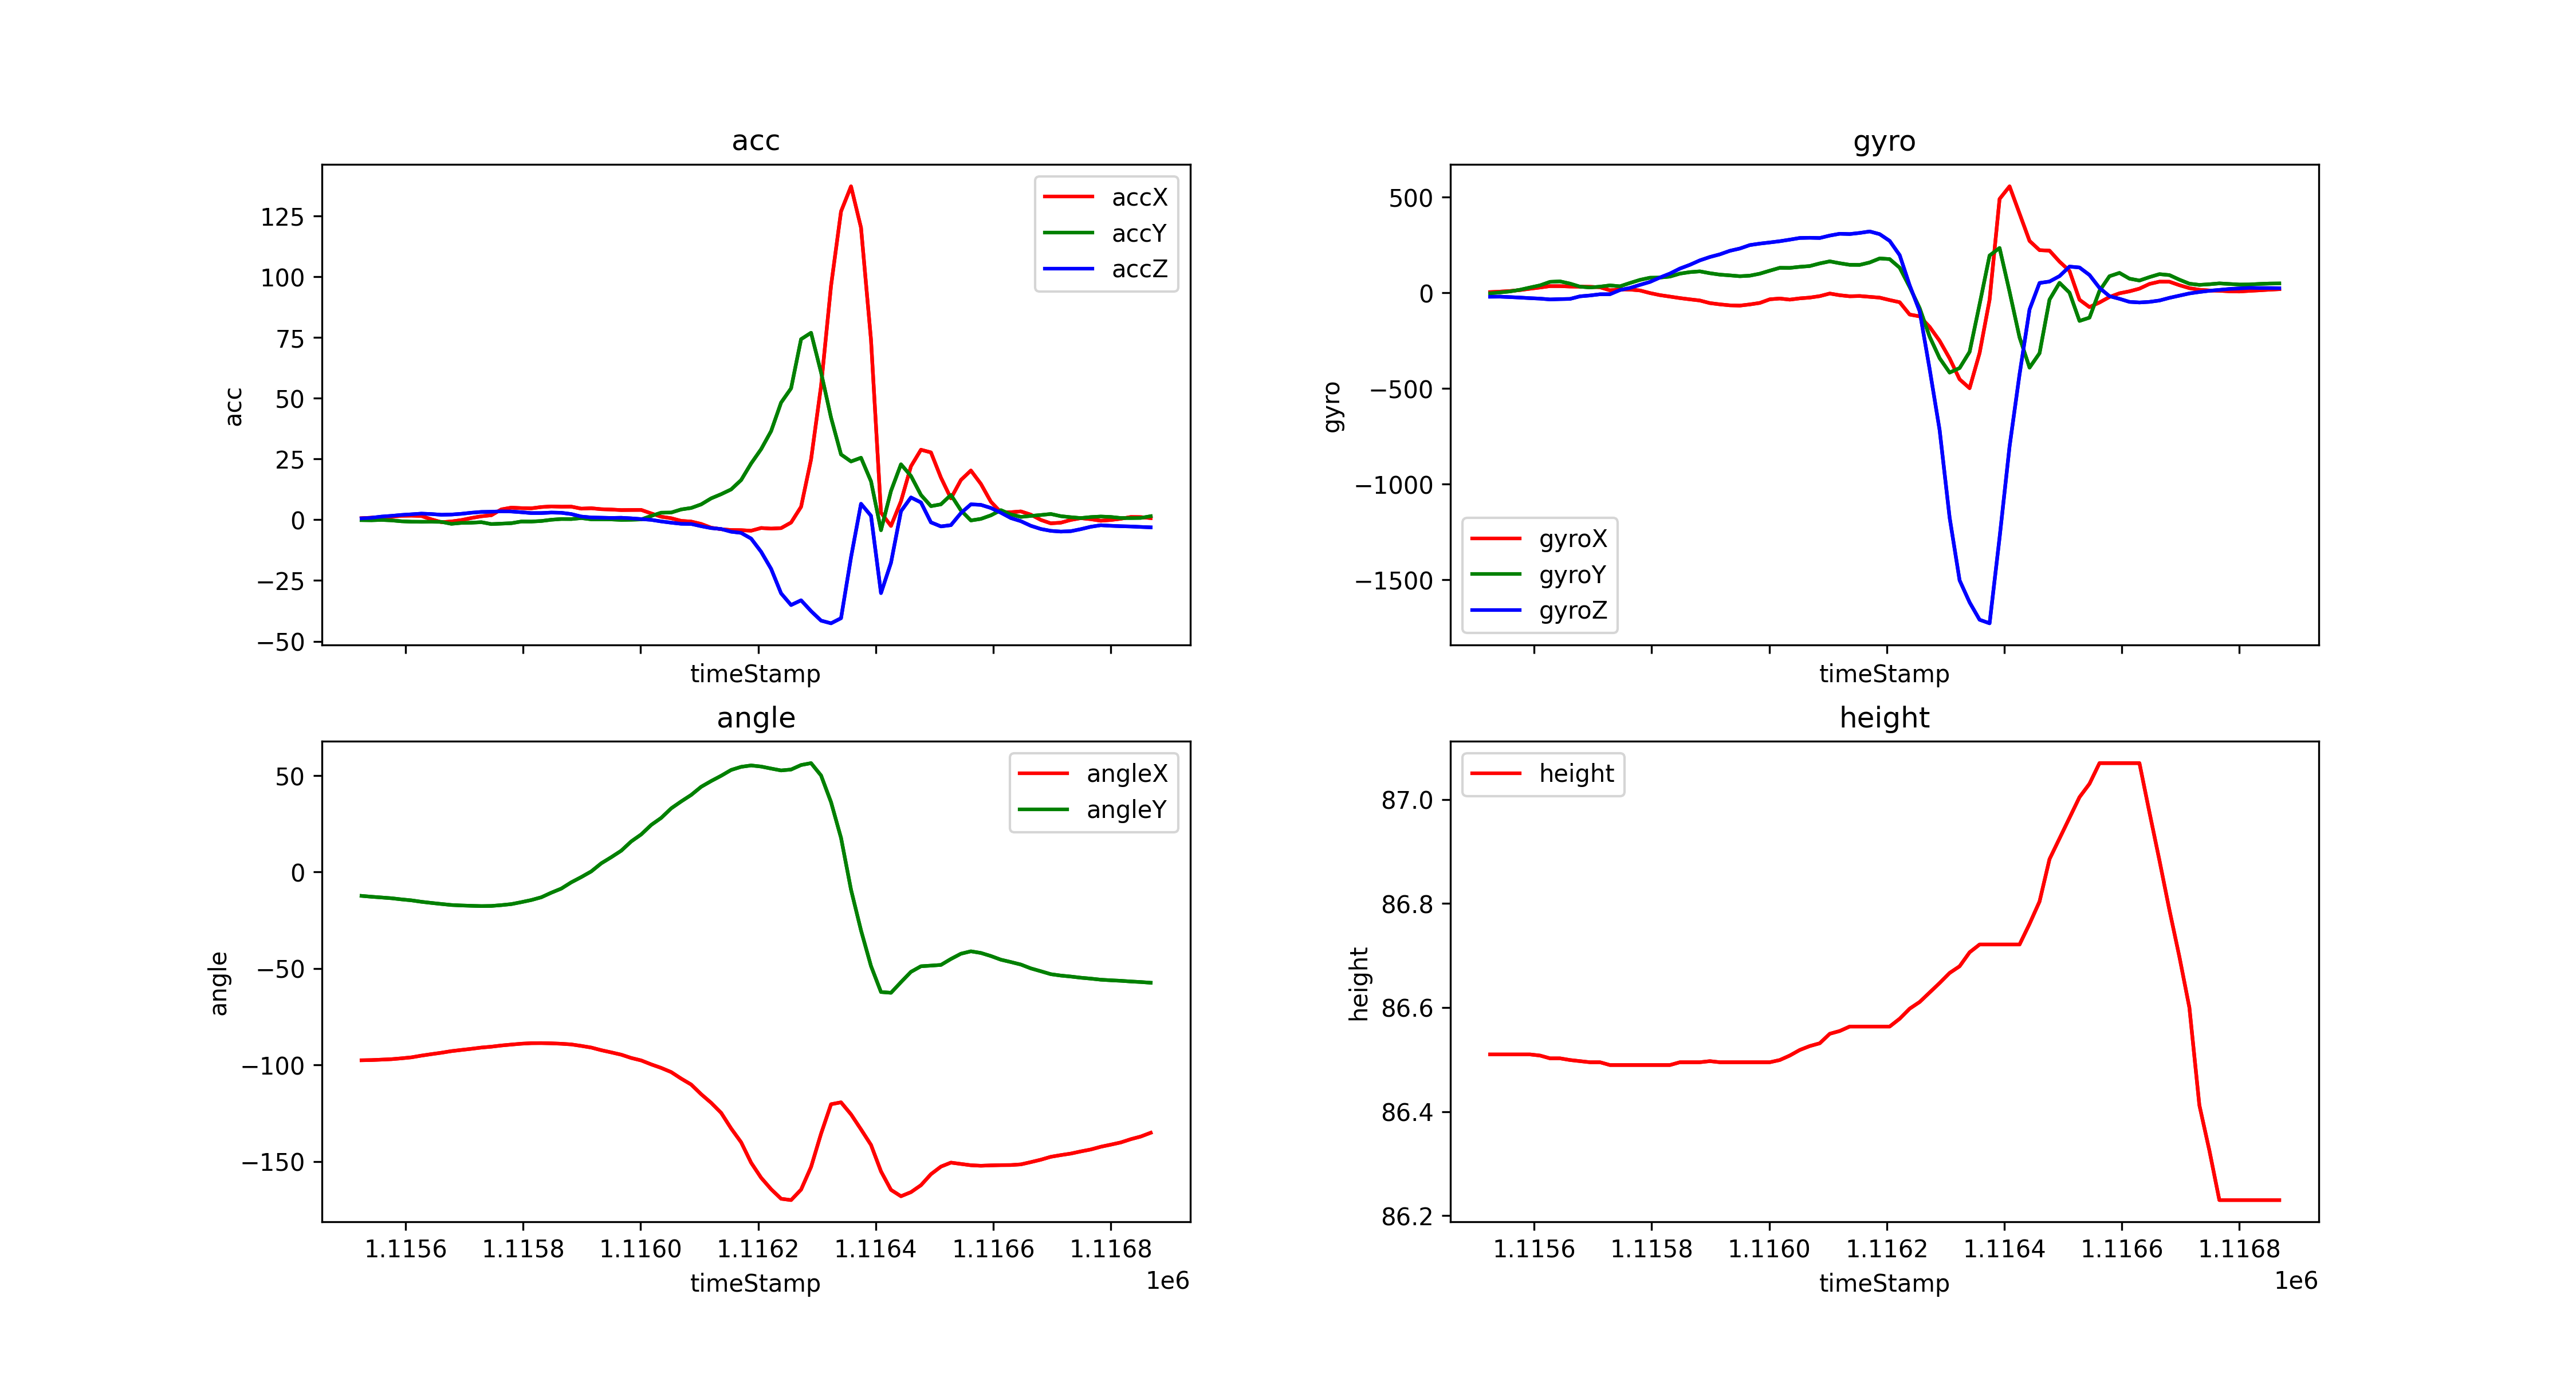 acc
125
100
75
50
25
0
−25
−50
acc
accX
accY
accZ
timeStamp
gyro
500
0
−500
−1000
−1500
gyro
gyroX
gyroY
gyroZ
timeStamp
angle
50
0
−50
−100
−150
angle
angleX
angleY
1.1156 1.1158 1.1160 1.1162 1.1164 1.1166 1.1168
timeStamp
1e6
height
87.0
86.8
86.6
86.4
86.2
height
height
1.1156 1.1158 1.1160 1.1162 1.1164 1.1166 1.1168
timeStamp
1e6